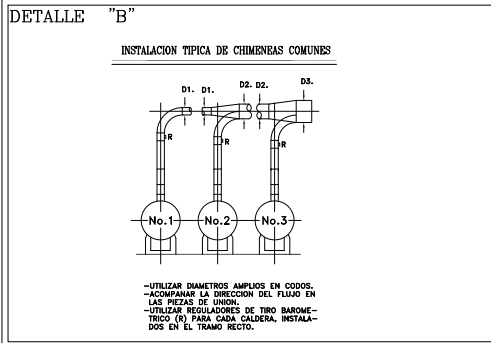 DETALLE "B"
INSTALACION TIPICA DE CHIMENEAS COMUNES
D1. D1. D2. D2. D3.
R R R
No.1 No.2 No.3
-UTILIZAR DIAMETROS AMPLIOS EN CODOS.
-ACOMPANAR LA DIRECCION DEL FLUJO EN
LAS PIEZAS DE UNION.
-UTILIZAR REGULADORES DE TIRO BAROME-
TRICO (R) PARA CADA CALDERA, INSTALA-
DOS EN EL TRAMO RECTO.